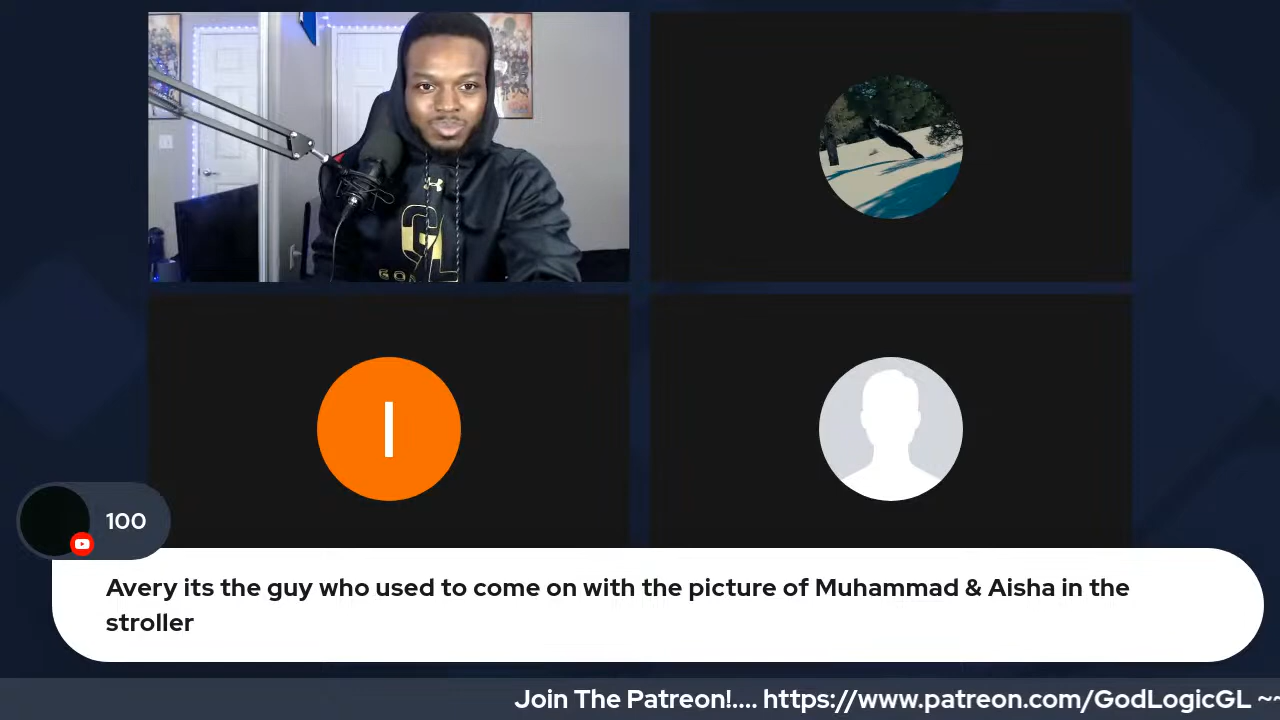 GL
I
100
Avery its the guy who used to come on with the picture of Muhammad & Aisha in the
stroller
Join The Patreon!.... https://www.patreon.com/GodLogicGL ~~